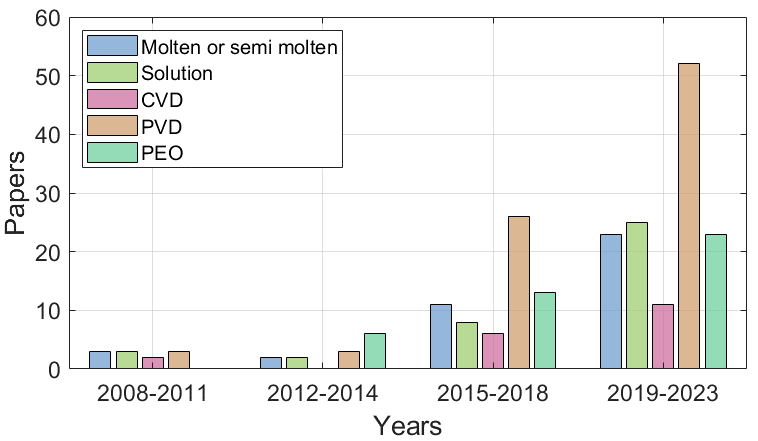 60
50
40
30
20
10
0
Papers
Molten or semi molten
Solution
CVD
PVD
PEO
2008-2011 2012-2014 2015-2018 2019-2023
Years